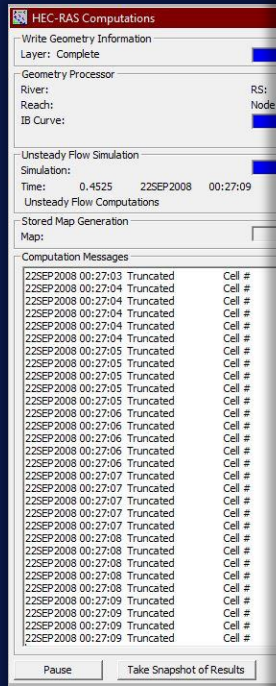 HEC-RAS Computations
Write Geometry Information
Layer: Complete
Geometry Processor
River: RS:
Reach: Node
IB Curve:
Unsteady Flow Simulation
Simulation:
Time: 0.4525 22SEP2008 00:27:09
Unsteady Flow Computations
Stored Map Generation
Map:
Computation Messages
22SEP2008 00:27:03 Truncated Cell #
22SEP2008 00:27:04 Truncated Cell #
22SEP2008 00:27:04 Truncated Cell #
22SEP2008 00:27:04 Truncated Cell #
22SEP2008 00:27:04 Truncated Cell #
22SEP2008 00:27:04 Truncated Cell #
22SEP2008 00:27:05 Truncated Cell #
22SEP2008 00:27:05 Truncated Cell #
22SEP2008 00:27:05 Truncated Cell #
22SEP2008 00:27:05 Truncated Cell #
22SEP2008 00:27:05 Truncated Cell #
22SEP2008 00:27:06 Truncated Cell #
22SEP2008 00:27:06 Truncated Cell #
22SEP2008 00:27:06 Truncated Cell #
22SEP2008 00:27:06 Truncated Cell #
22SEP2008 00:27:06 Truncated Cell #
22SEP2008 00:27:07 Truncated Cell #
22SEP2008 00:27:07 Truncated Cell #
22SEP2008 00:27:07 Truncated Cell #
22SEP2008 00:27:07 Truncated Cell #
22SEP2008 00:27:07 Truncated Cell #
22SEP2008 00:27:08 Truncated Cell #
22SEP2008 00:27:08 Truncated Cell #
22SEP2008 00:27:08 Truncated Cell #
22SEP2008 00:27:08 Truncated Cell #
22SEP2008 00:27:08 Truncated Cell #
22SEP2008 00:27:09 Truncated Cell #
22SEP2008 00:27:09 Truncated Cell #
22SEP2008 00:27:09 Truncated Cell #
22SEP2008 00:27:09 Truncated Cell #
Pause Take Snapshot of Results